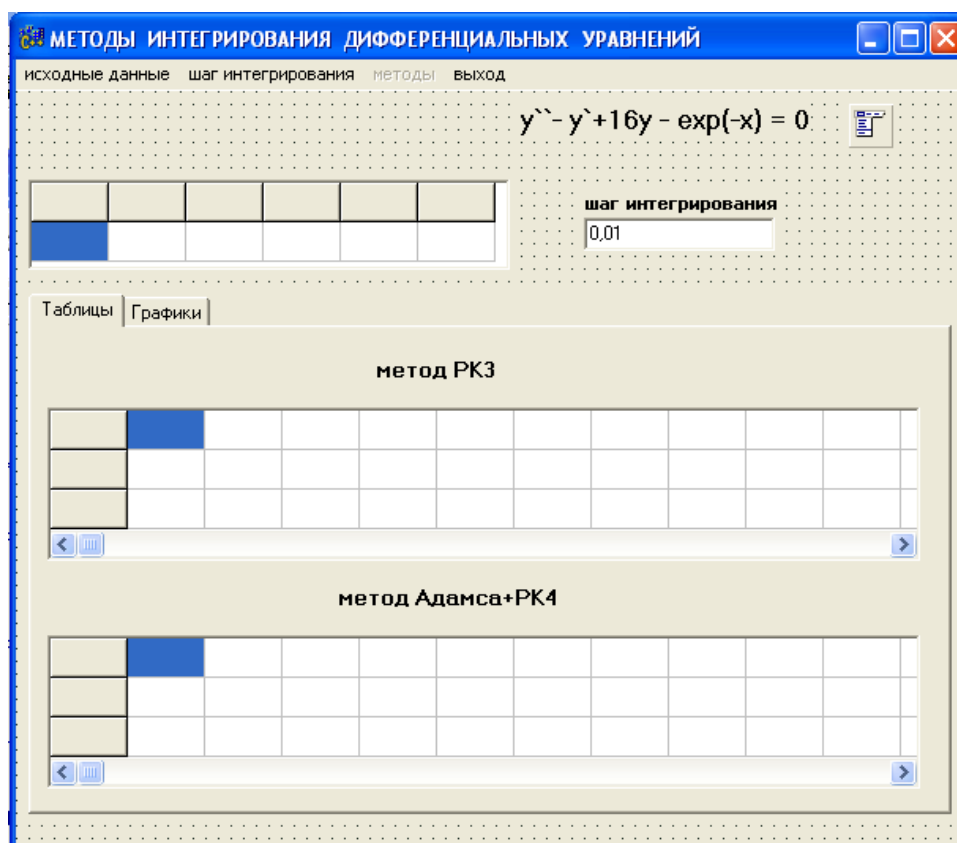 МЕТОДЫ ИНТЕГРИРОВАНИЯ ДИФФЕРЕНЦИАЛЬНЫХ УРАВНЕНИЙ
исходные данные шаг интегрирования методы выход
y``- y`+16y - exp(-x) = 0
шаг интегрирования
0,01
Таблицы Графики
метод РК3
метод Адамса+РК4